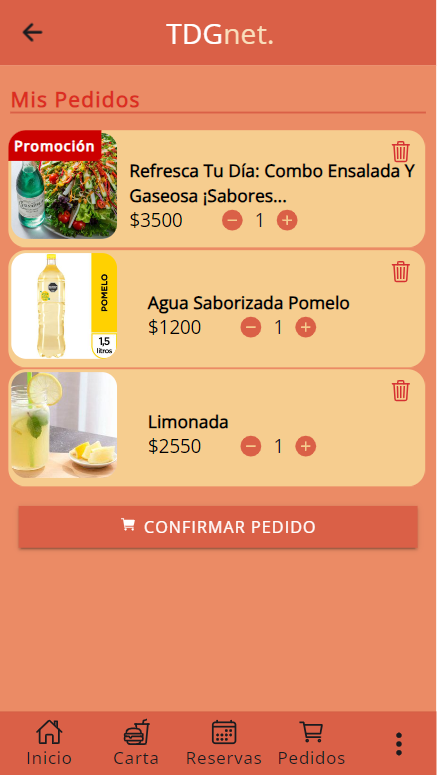 TDGnet.
Mis Pedidos
Promoción
Refresca Tu Día: Combo Ensalada Y
Gaseosa ¡Sabores...
$3500
1
POMELO
1,5
litros
Agua Saborizada Pomelo
$1200
1
Limonada
$2550
1
CONFIRMAR PEDIDO
Inicio
Carta
Reservas
Pedidos